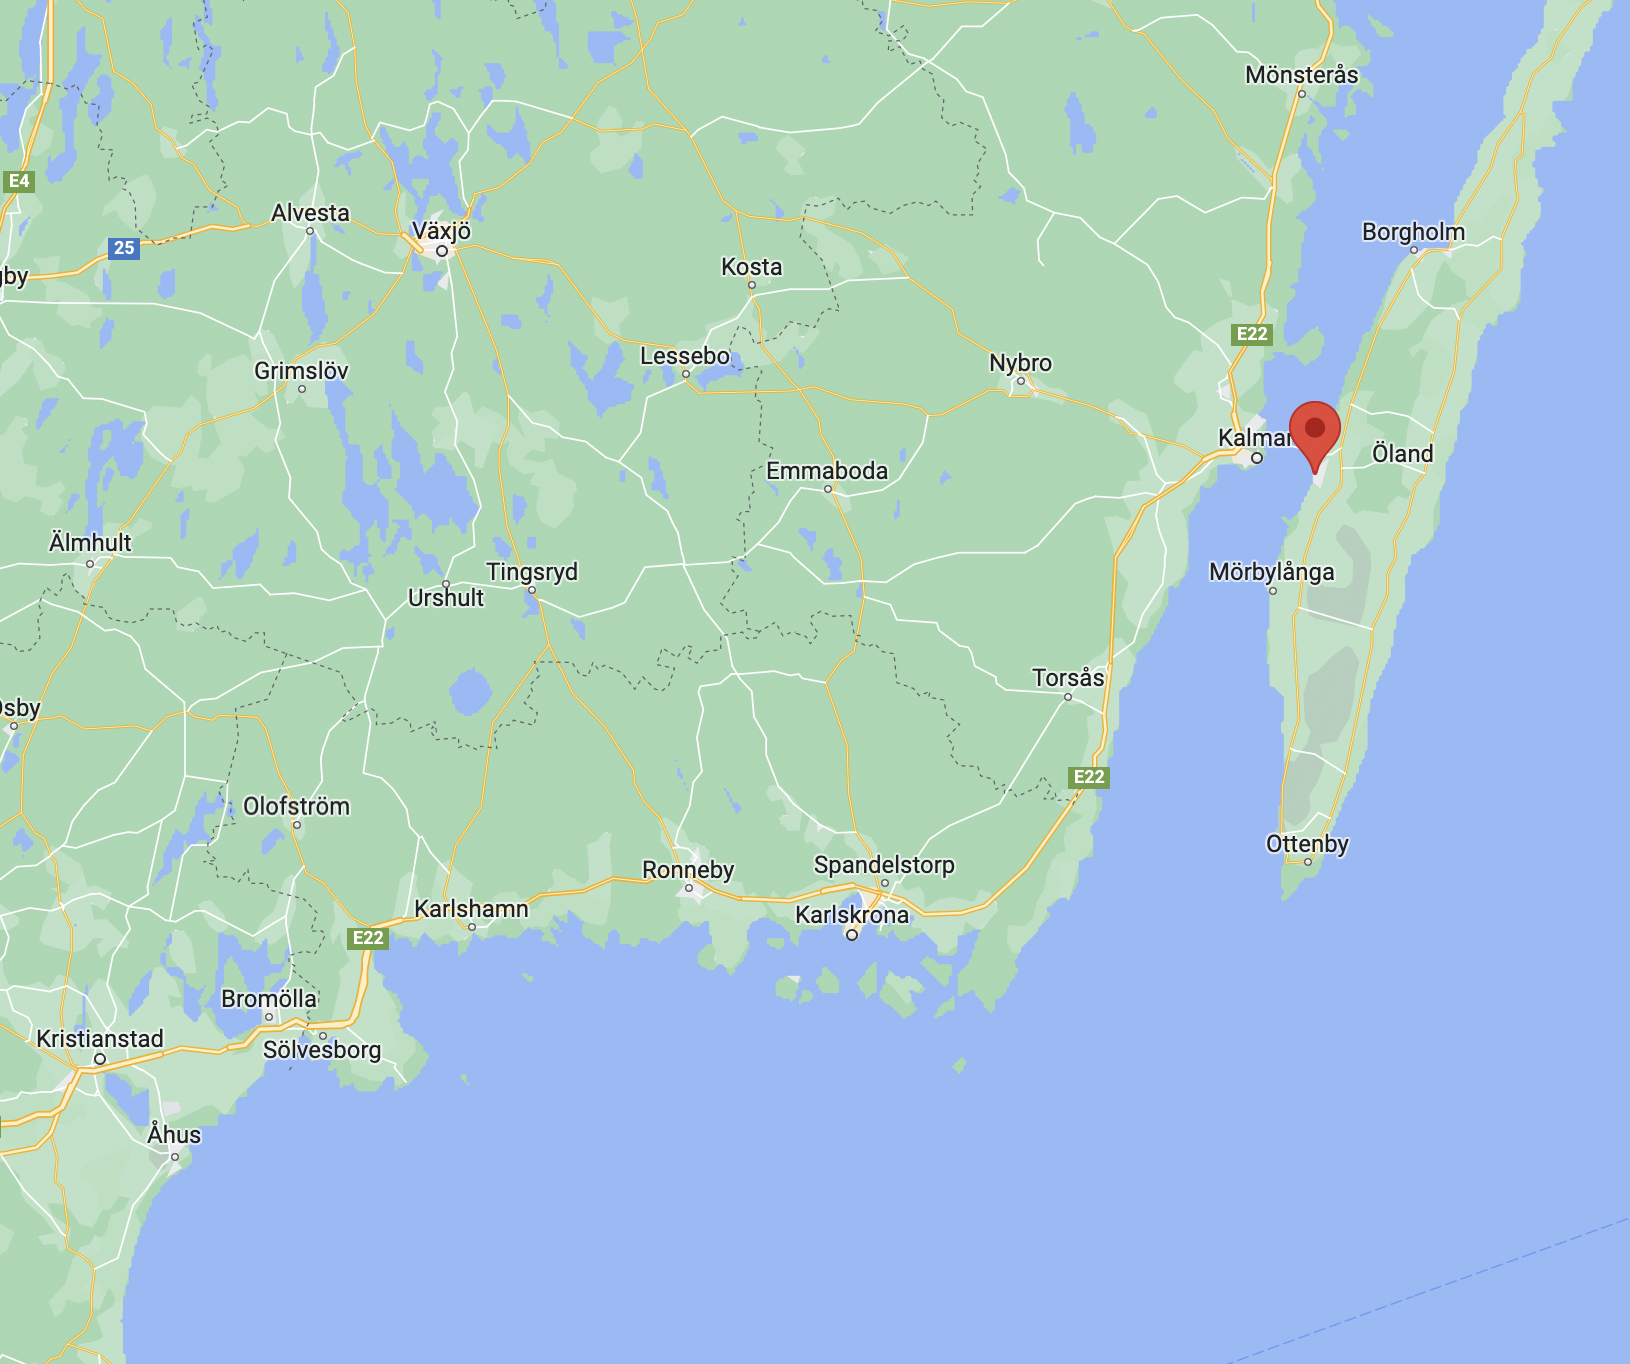 Mönsterås
E4
Alvesta
Växjö
Borgholm
25
Kosta
E22
Lessebo
Nybro
Grimslöv
Kalmar
Öland
Emmaboda
Älmhult
Tingsryd
Mörbylånga
Urshult
Torsås
E22
Olofström
Ottenby
Spandelstorp
Ronneby
Karlshamn
Karlskrona
E22
Bromölla
Kristianstad
Sölvesborg
Åhus